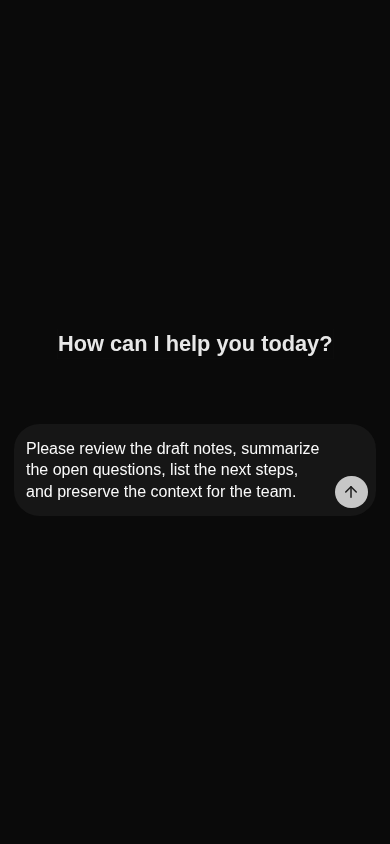 How can I help you today?
Please review the draft notes, summarize
the open questions, list the next steps,
and preserve the context for the team.